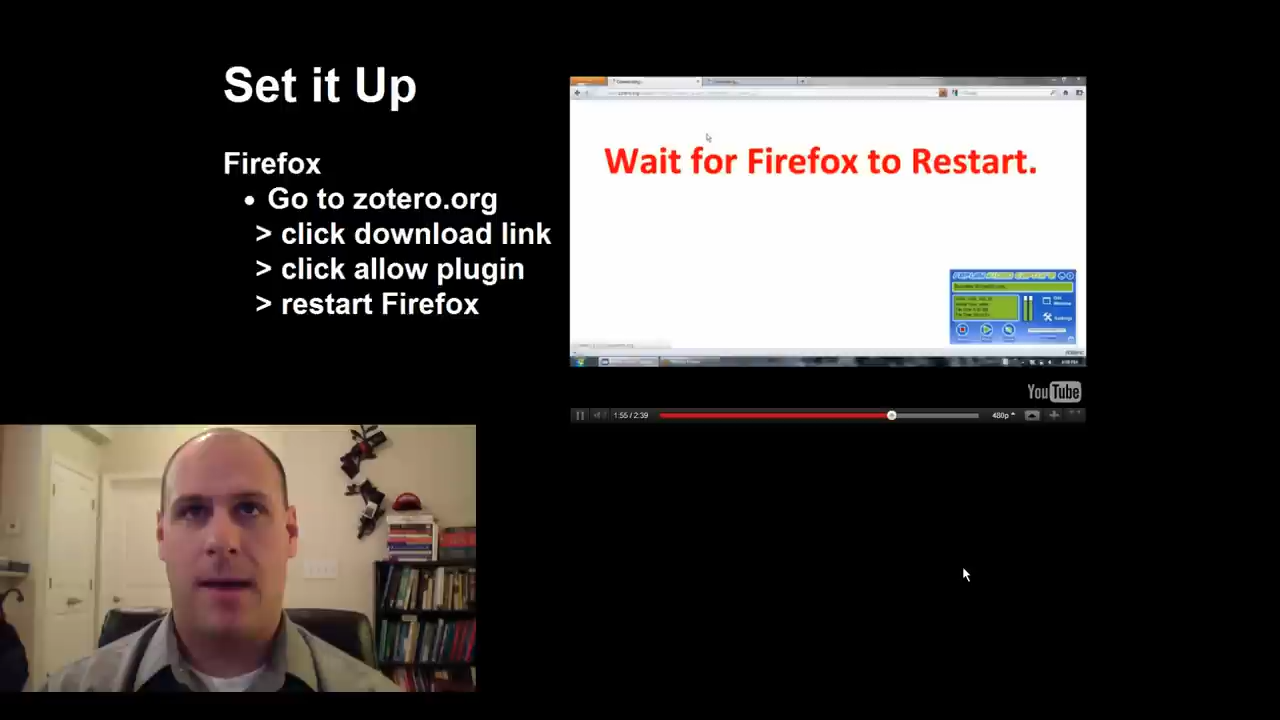 Set it Up
Firefox
• Go to zotero.org
> click download link
> click allow plugin
> restart Firefox
Wait for Firefox to Restart.
Settings
YouTube
1:55 / 2:39
480p